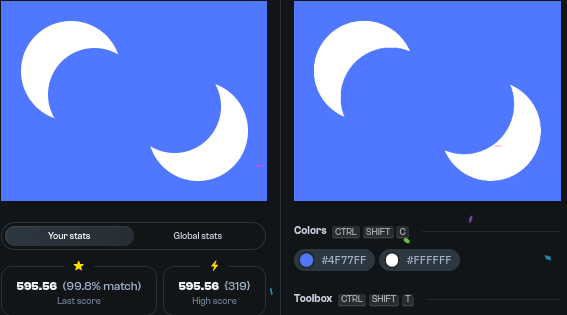 Colors CTRL SHIFT C
#4F77FF #FFFFFF
Toolbox CTRL SHIFT T
Your stats Global stats
595.56 (99.8% match)
Last score
595.56 {319}
High score